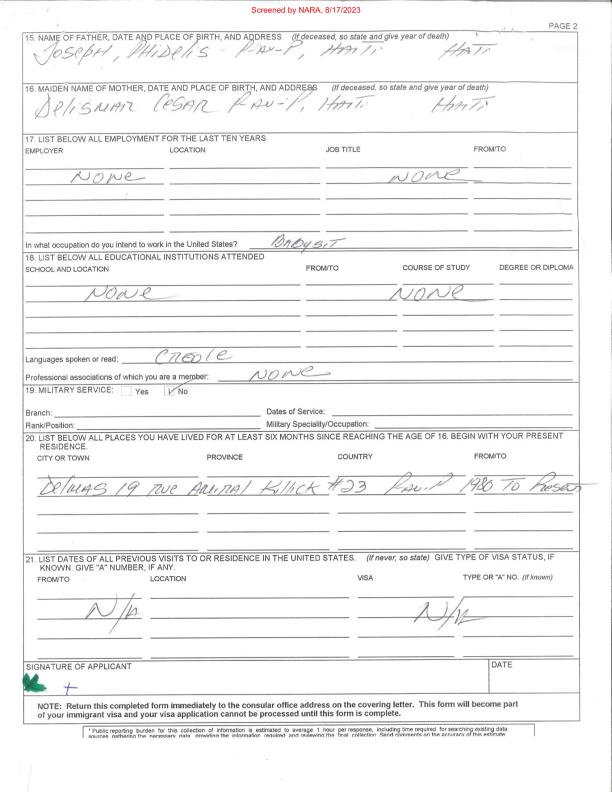 Screened by NARA, 8/17/2023
PAGE 2
15. NAME OF FATHER, DATE AND PLACE OF BIRTH, AND ADDRESS (If deceased, so state and give year of death)
Joseph, Phidelis P-au-P, Haiti Haiti
16. MAIDEN NAME OF MOTHER, DATE AND PLACE OF BIRTH, AND ADDRESS (If deceased, so state and give year of death)
Delismar Cesar P-au-P, Haiti Haiti
17. LIST BELOW ALL EMPLOYMENT FOR THE LAST TEN YEARS
EMPLOYER LOCATION JOB TITLE FROM/TO
None None
In what occupation do you intend to work in the United States? Babysit
18. LIST BELOW ALL EDUCATIONAL INSTITUTIONS ATTENDED
SCHOOL AND LOCATION FROM/TO COURSE OF STUDY DEGREE OR DIPLOMA
None None
Languages spoken or read: Creole
Professional associations of which you are a member: None
19. MILITARY SERVICE: Yes No
Branch: Dates of Service:
Rank/Position: Military Speciality/Occupation:
20. LIST BELOW ALL PLACES YOU HAVE LIVED FOR AT LEAST SIX MONTHS SINCE REACHING THE AGE OF 16. BEGIN WITH YOUR PRESENT
RESIDENCE.
CITY OR TOWN PROVINCE COUNTRY FROM/TO
Delmas 19 rue Amiral Killick #23 P-au-P 1980 To Present
21. LIST DATES OF ALL PREVIOUS VISITS TO OR RESIDENCE IN THE UNITED STATES. (If never, so state) GIVE TYPE OF VISA STATUS, IF
KNOWN. GIVE "A" NUMBER, IF ANY.
FROM/TO LOCATION VISA TYPE OR "A" NO. (If known)
N/A N/A
SIGNATURE OF APPLICANT DATE
NOTE: Return this completed form immediately to the consular office address on the covering letter. This form will become part
of your immigrant visa and your visa application cannot be processed until this form is complete.
* Public reporting burden for this collection of information is estimated to average 1 hour per response, including time required for searching existing data
sources, gathering the necessary data, providing the information required, and reviewing the final collection. Send comments on the accuracy of this estimate